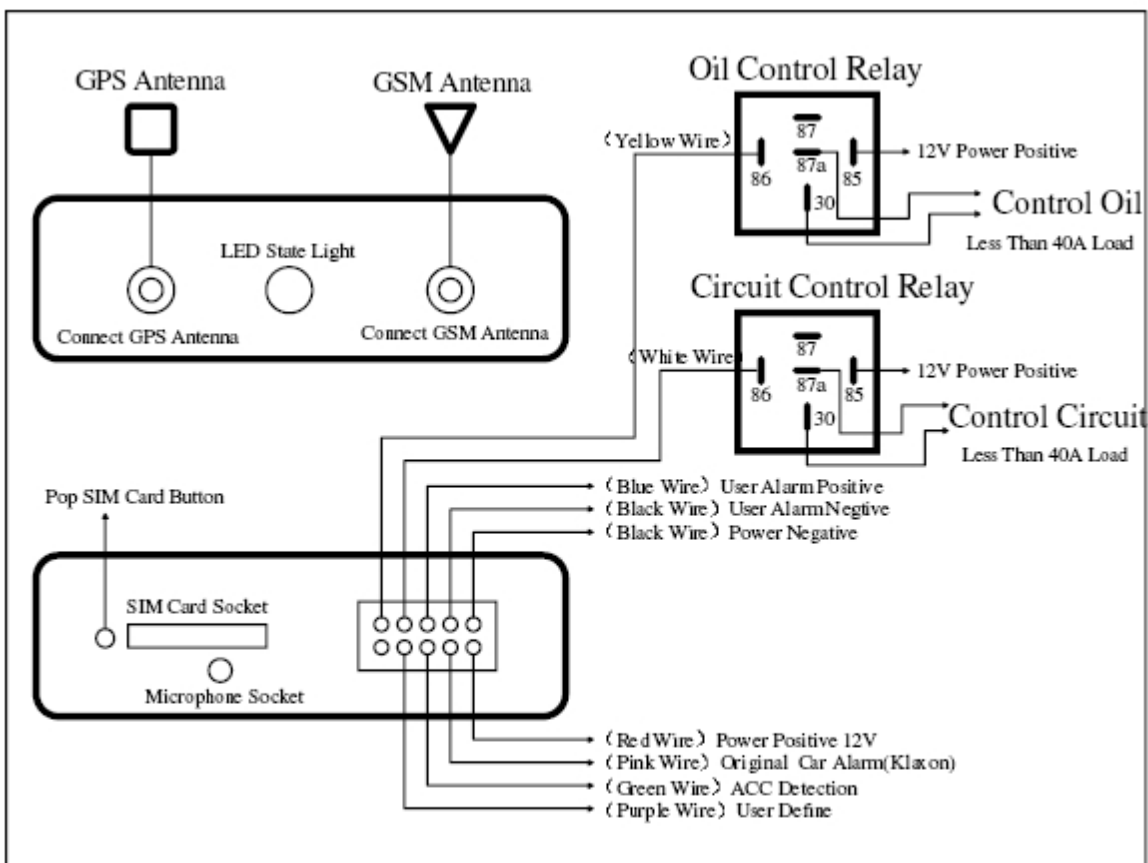 GPS Antenna
GSM Antenna
LED State Light
Connect GPS Antenna
Connect GSM Antenna
Oil Control Relay
(Yellow Wire)
87
87a
86
85
30
12V Power Positive
Control Oil
Less Than 40A Load
Circuit Control Relay
(White Wire)
87
87a
86
85
30
12V Power Positive
Control Circuit
Less Than 40A Load
(Blue Wire) User Alarm Positive
(Black Wire) User Alarm Negtive
(Black Wire) Power Negative
Pop SIM Card Button
SIM Card Socket
Microphone Socket
(Red Wire) Power Positive 12V
(Pink Wire) Original Car Alarm(Klaxon)
(Green Wire) ACC Detection
(Purple Wire) User Define